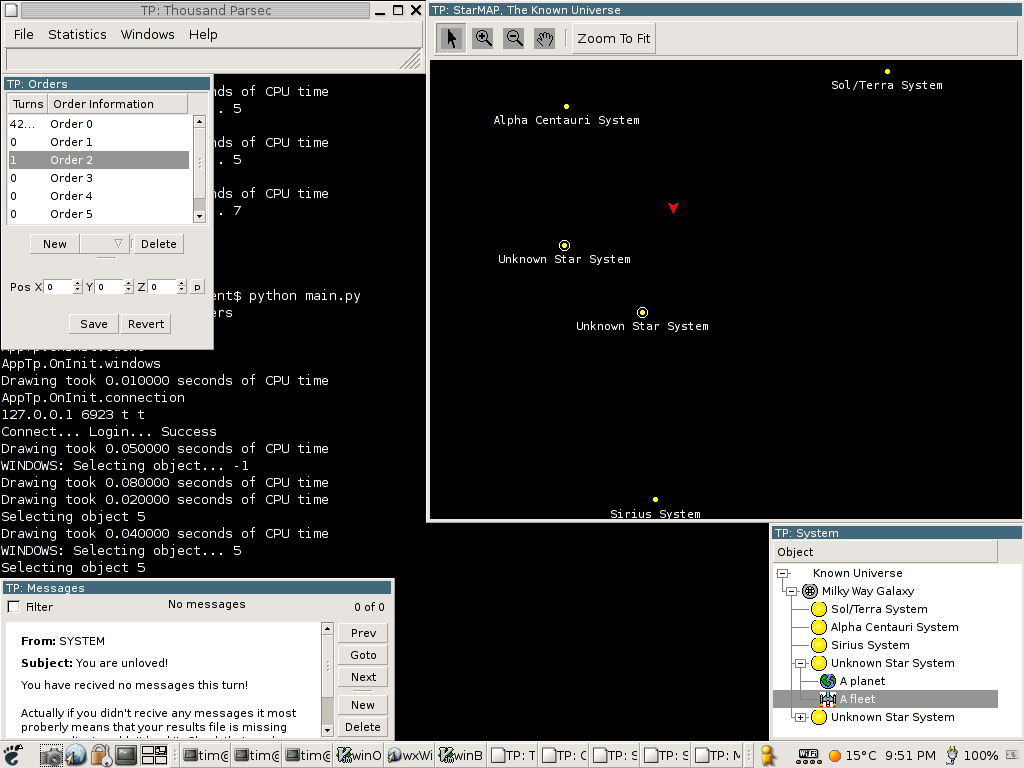 TP: Thousand Parsec
File Statistics Windows Help
TP: Orders
Turns Order Information
42... Order 0
0 Order 1
1 Order 2
0 Order 3
0 Order 4
0 Order 5
New Delete
Pos X 0 Y 0 Z 0 p
Save Revert
ds of CPU time
. 5
ds of CPU time
. 5
ds of CPU time
. 7
ent$ python main.py
rs
AppTp.OnInit.windows
Drawing took 0.010000 seconds of CPU time
AppTp.OnInit.connection
127.0.0.1 6923 t t
Connect... Login... Success
Drawing took 0.050000 seconds of CPU time
WINDOWS: Selecting object... -1
Drawing took 0.080000 seconds of CPU time
Drawing took 0.020000 seconds of CPU time
Selecting object 5
Drawing took 0.040000 seconds of CPU time
WINDOWS: Selecting object... 5
Selecting object 5
TP: StarMAP, The Known Universe
Zoom To Fit
Sol/Terra System
Alpha Centauri System
Unknown Star System
Unknown Star System
Sirius System
TP: Messages
Filter No messages 0 of 0
From: SYSTEM
Subject: You are unloved!
You have recived no messages this turn!
Actually if you didn't recive any messages it most
proberly means that your results file is missing
Prev
Goto
Next
New
Delete
TP: System
Object
Known Universe
Milky Way Galaxy
Sol/Terra System
Alpha Centauri System
Sirius System
Unknown Star System
A planet
A fleet
Unknown Star System
tim@ tim@ tim@ winO wxWi winB TP: T TP: C TP: S TP: S TP: M 15°C 9:51 PM 100%